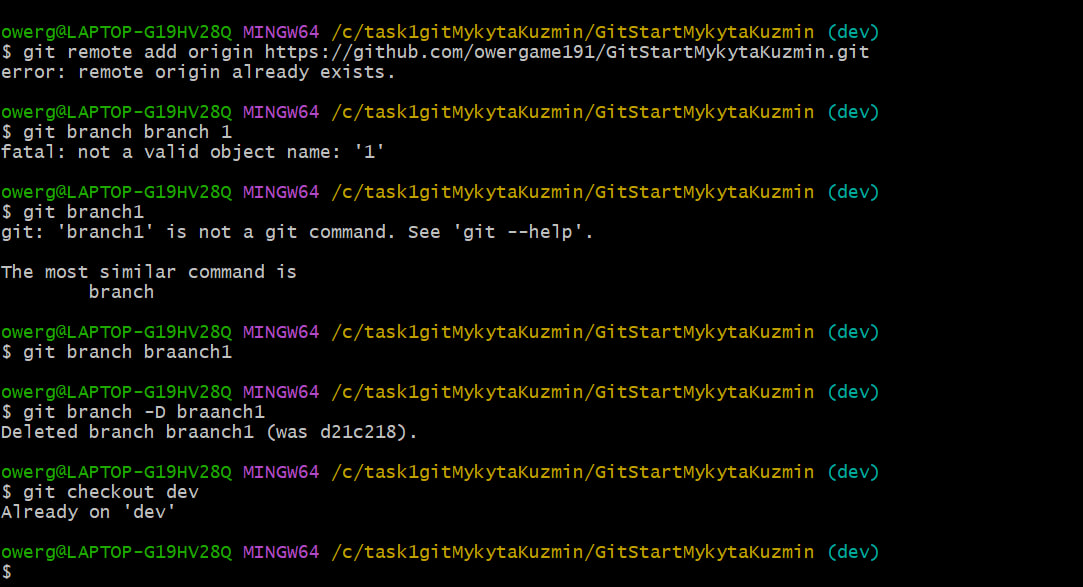 owerg@LAPTOP-G19HV28Q MINGW64 /c/task1gitMykytaKuzmin/GitStartMykytaKuzmin (dev)
$ git remote add origin https://github.com/owergame191/GitStartMykytaKuzmin.git
error: remote origin already exists.
owerg@LAPTOP-G19HV28Q MINGW64 /c/task1gitMykytaKuzmin/GitStartMykytaKuzmin (dev)
$ git branch branch 1
fatal: not a valid object name: '1'
owerg@LAPTOP-G19HV28Q MINGW64 /c/task1gitMykytaKuzmin/GitStartMykytaKuzmin (dev)
$ git branch1
git: 'branch1' is not a git command. See 'git --help'.
The most similar command is
branch
owerg@LAPTOP-G19HV28Q MINGW64 /c/task1gitMykytaKuzmin/GitStartMykytaKuzmin (dev)
$ git branch braanch1
owerg@LAPTOP-G19HV28Q MINGW64 /c/task1gitMykytaKuzmin/GitStartMykytaKuzmin (dev)
$ git branch -D braanch1
Deleted branch braanch1 (was d21c218).
owerg@LAPTOP-G19HV28Q MINGW64 /c/task1gitMykytaKuzmin/GitStartMykytaKuzmin (dev)
$ git checkout dev
Already on 'dev'
owerg@LAPTOP-G19HV28Q MINGW64 /c/task1gitMykytaKuzmin/GitStartMykytaKuzmin (dev)
$